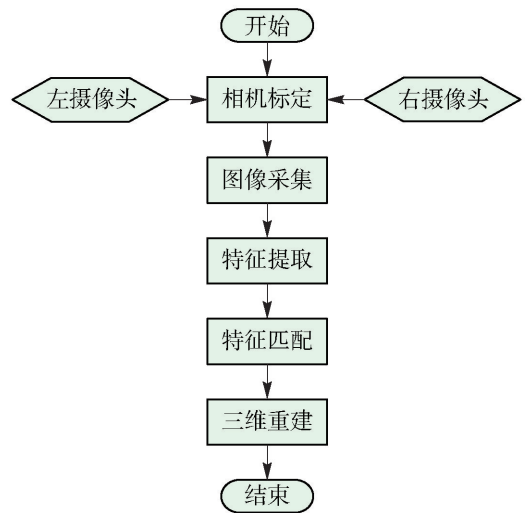 开始
左摄像头
相机标定
右摄像头
图像采集
特征提取
特征匹配
三维重建
结束